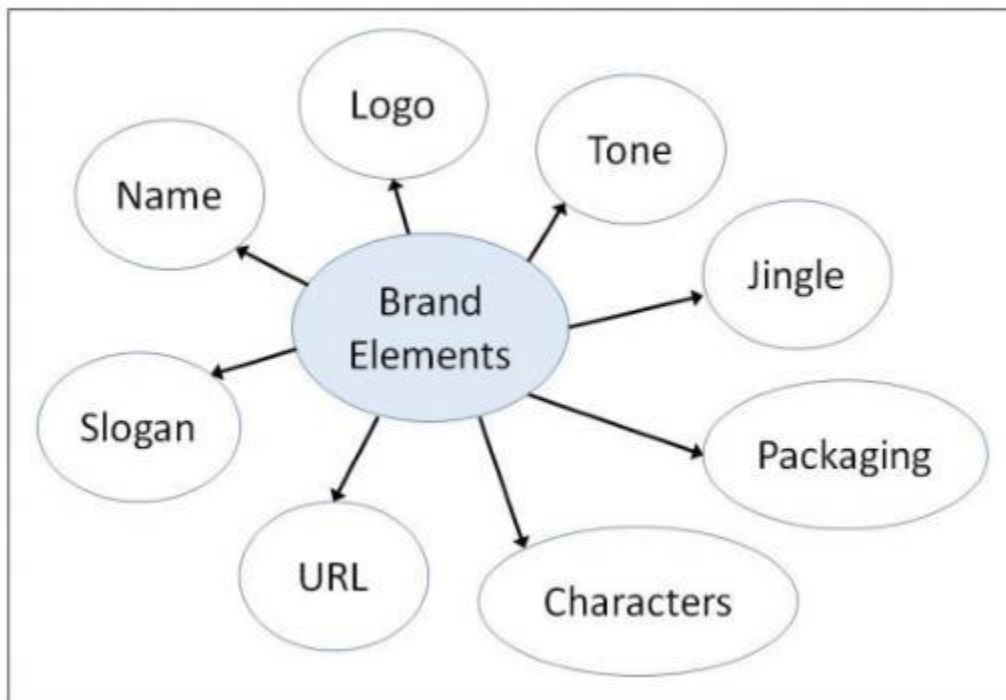 Logo
Tone
Name
Jingle
Brand
Elements
Slogan
Packaging
URL
Characters